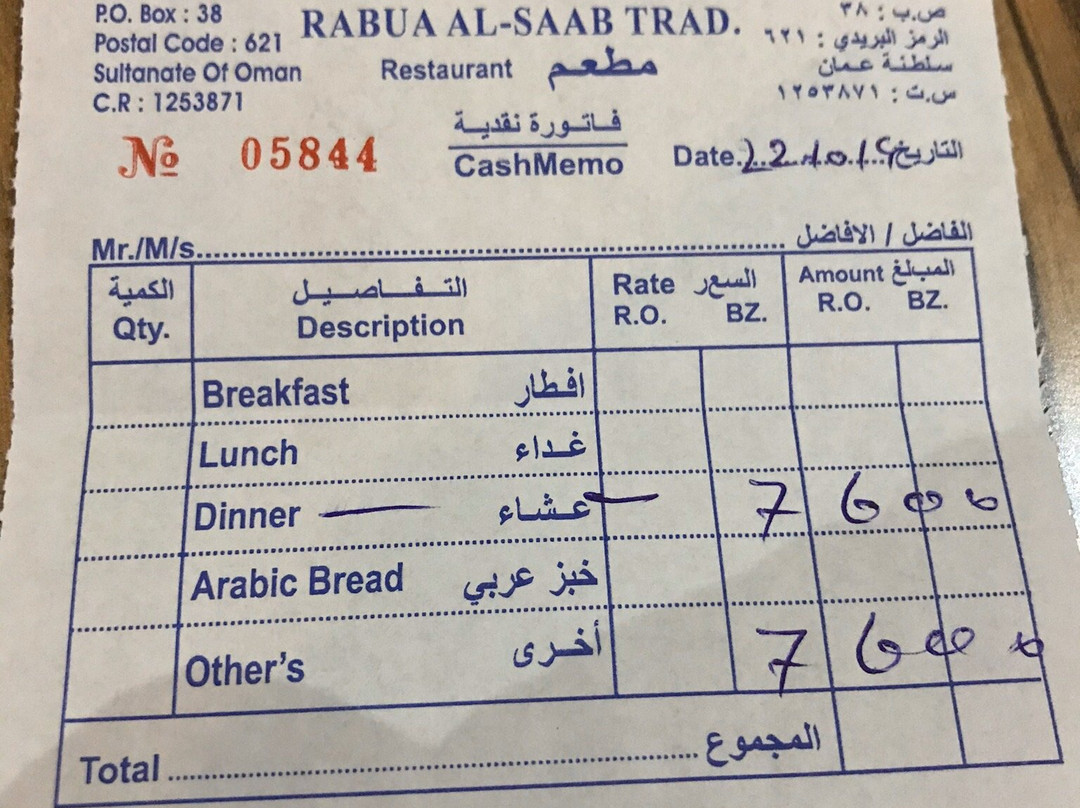 P.O. Box : 38
Postal Code : 621
Sultanate Of Oman
C.R : 1253871
RABUA AL-SAAB TRAD.
Restaurant مطعم
ص.ب : ٣٨
الرمز البريدي : ٦٢١
سلطنة عمان
س.ت : ١٢٥٣٨٧١
№ 05844
فاتورة نقدية
CashMemo
Date. التاريخ
Mr./M/s. الفاضل / الافاضل
الكمية التفاصيل السعر المبلغ
Qty. Description Rate R.O. BZ. Amount R.O. BZ.
Breakfast افطار
Lunch غداء
Dinner عشاء 7 600
Arabic Bread خبز عربي
Other's أخرى 7 600
Total المجموع